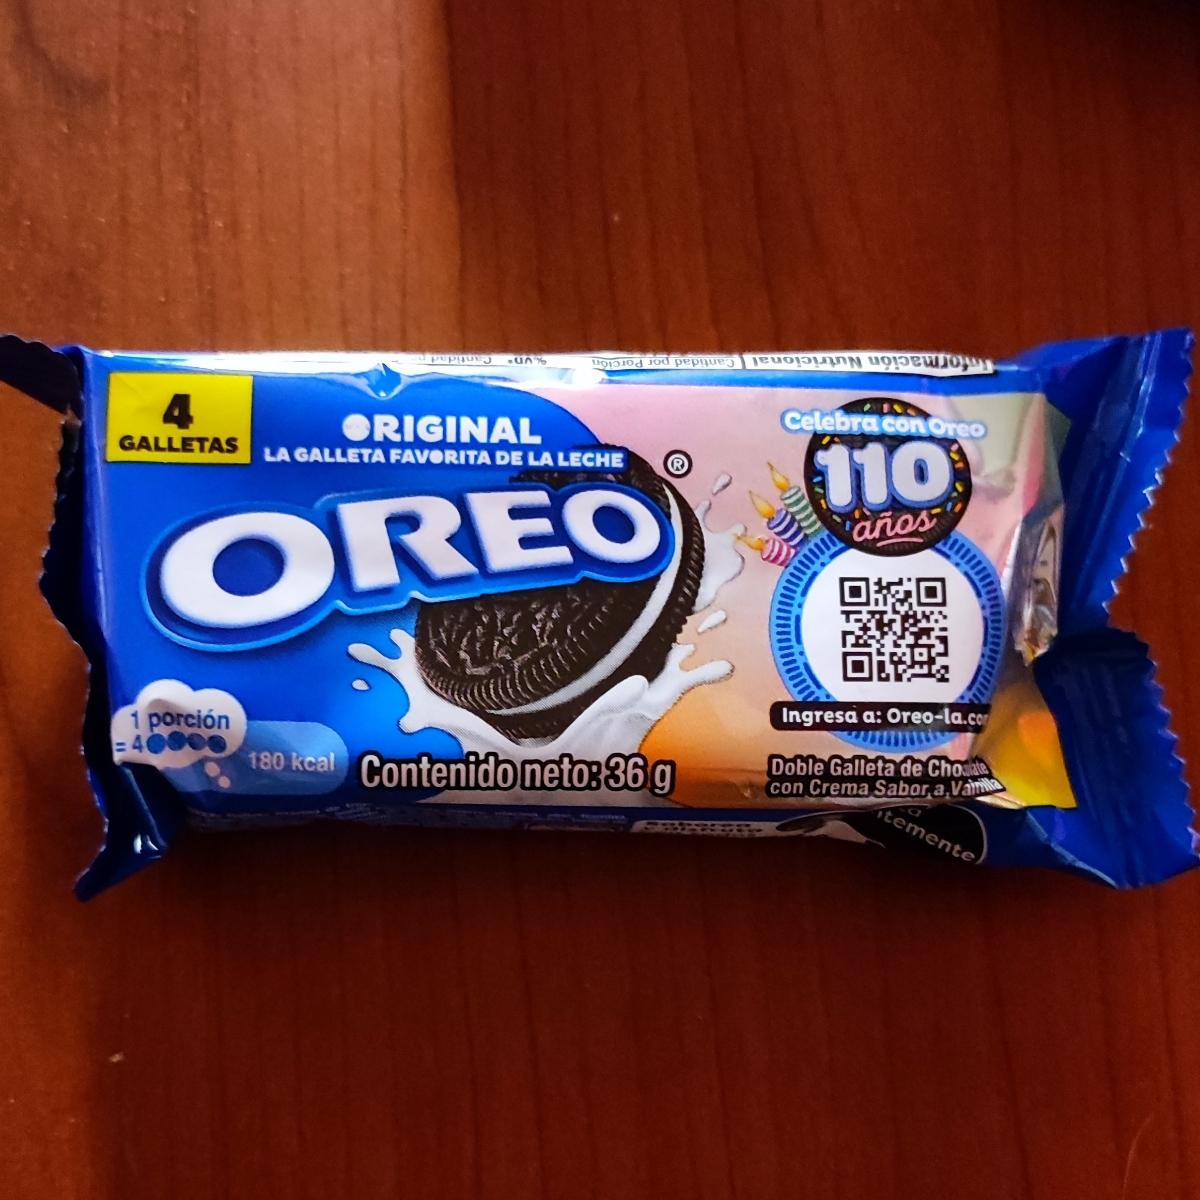 Información Nutricional
Cantidad por Porción
%VD*
Cantidad
4
GALLETAS
ORIGINAL
LA GALLETA FAVORITA DE LA LECHE
OREO
®
Celebra con Oreo
110
años
Ingresa a: Oreo-la.com
1 porción
= 4
180 kcal
Contenido neto: 36 g
Doble Galleta de Chocolate
con Crema Sabor a Vainilla